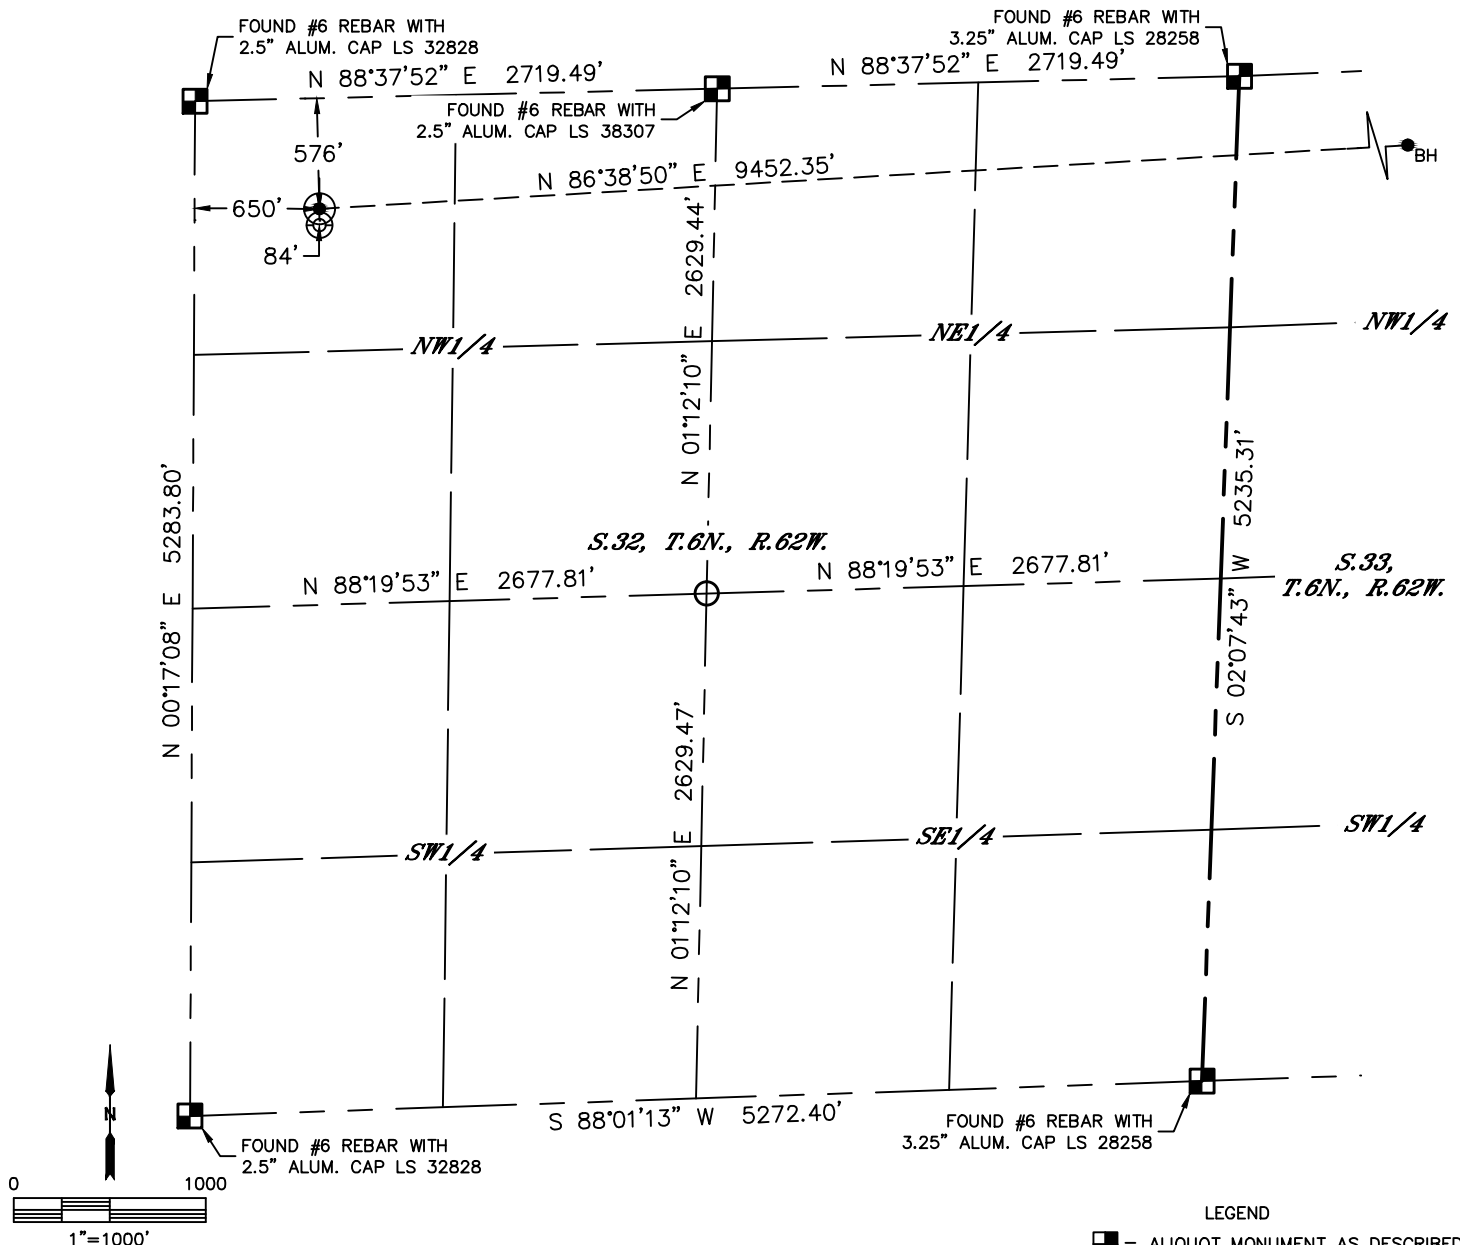 FOUND #6 REBAR WITH
2.5" ALUM. CAP LS 32828
FOUND #6 REBAR WITH
3.25" ALUM. CAP LS 28258
N 88°37'52" E 2719.49'
N 88°37'52" E 2719.49'
FOUND #6 REBAR WITH
2.5" ALUM. CAP LS 38307
576'
BH
N 86°38'50" E 9452.35'
650'
84'
N 01°12'10" E 2629.44'
NW1/4
NE1/4
NW1/4
N 00°17'08" E 5283.80'
S 02°07'43" W 5235.31'
S.32, T.6N., R.62W.
N 88°19'53" E 2677.81'
N 88°19'53" E 2677.81'
S.33,
T.6N., R.62W.
N 01°12'10" E 2629.47'
SW1/4
SE1/4
SW1/4
S 88°01'13" W 5272.40'
N
FOUND #6 REBAR WITH
2.5" ALUM. CAP LS 32828
FOUND #6 REBAR WITH
3.25" ALUM. CAP LS 28258
0 1000
1"=1000'
LEGEND
= ALIQUOT MONUMENT AS DESCRIBED